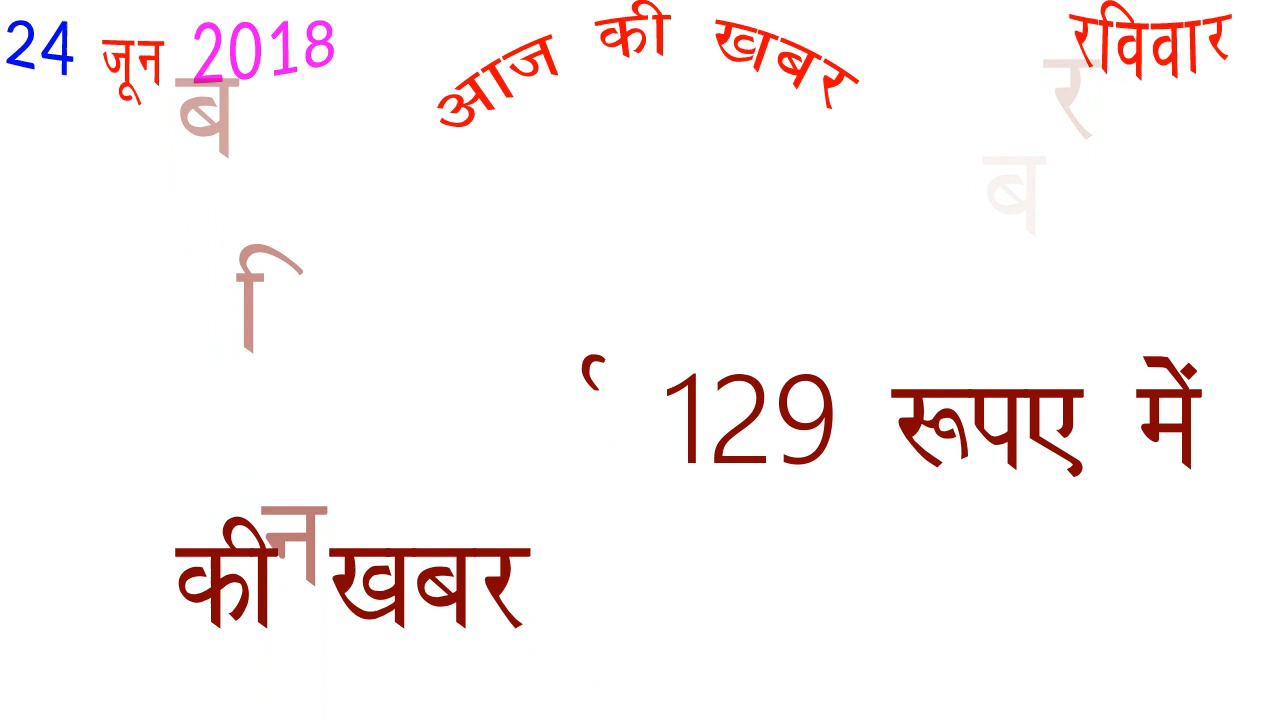 24 जून 2018 आज की खबर रविवार
129 रूपए में
की खबर